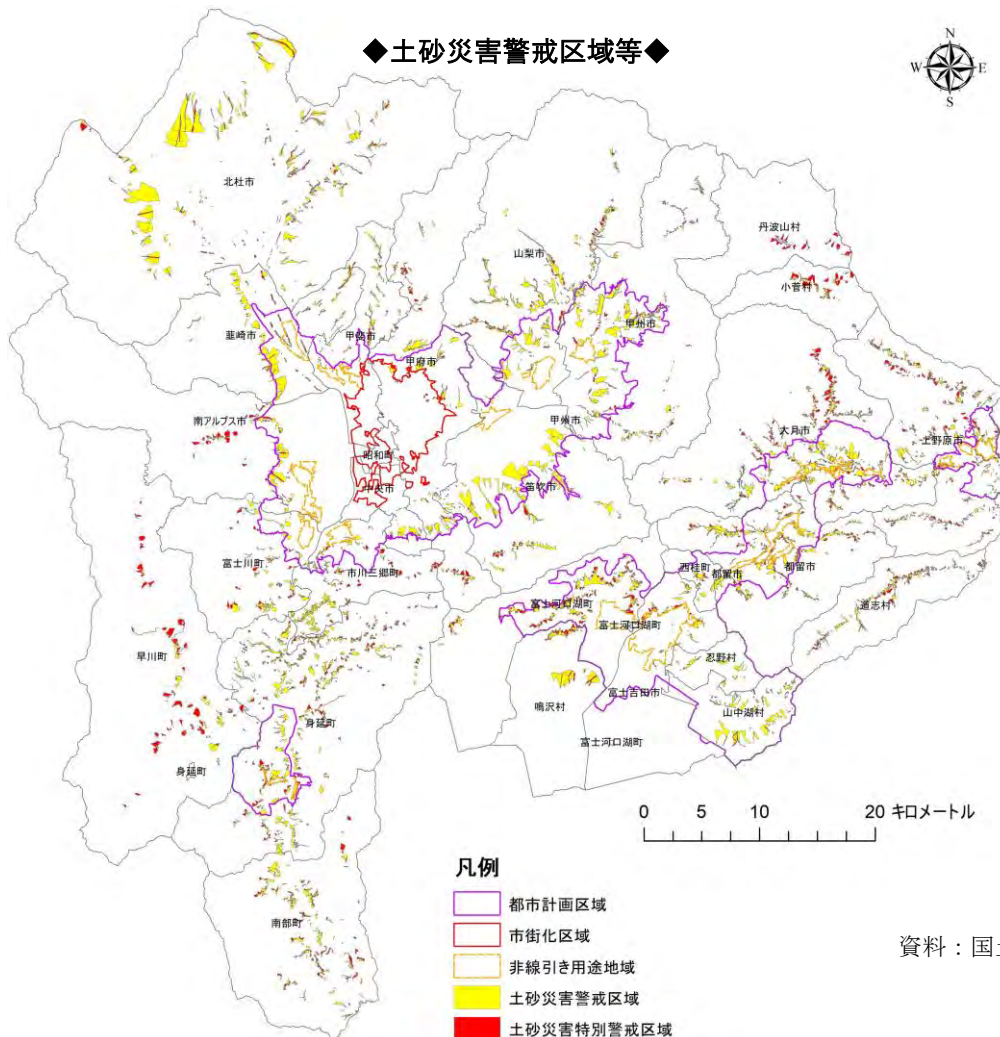 ◆土砂災害警戒区域等◆
N
W
E
S
北杜市
丹波山村
山梨市
小菅村
韮崎市
甲斐市
甲州市
甲府市
南アルプス市
甲州市
大月市
上野原市
昭和町
中央市
笛吹市
富士川町
市川三郷町
西桂町
都留市
都留市
富士河口湖町
道志村
富士河口湖町
早川町
忍野村
富士吉田市
鳴沢村
山中湖村
身延町
富士河口湖町
身延町
0 5 10 20 キロメートル
凡例
都市計画区域
市街化区域
南部町
非線引き用途地域
資料:国
土砂災害警戒区域
土砂災害特別警戒区域